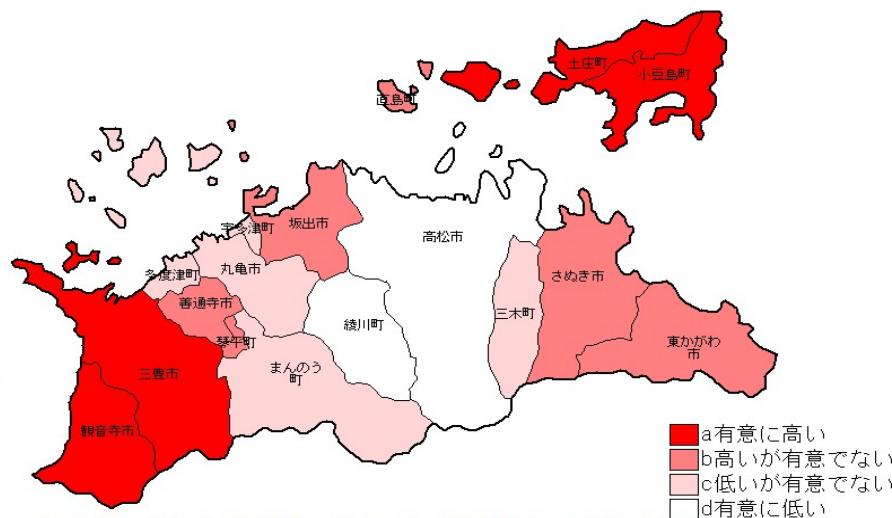 土庄町
小豆島町
直島町
宇多津町
坂出市
高松市
多度津町
丸亀市
さぬき市
善通寺市
綾川町
三木町
琴平町
まんのう
町
東かがわ
市
三豊市
観音寺市
a有意に高い
b高いが有意でない
c低いが有意でない
d有意に低い